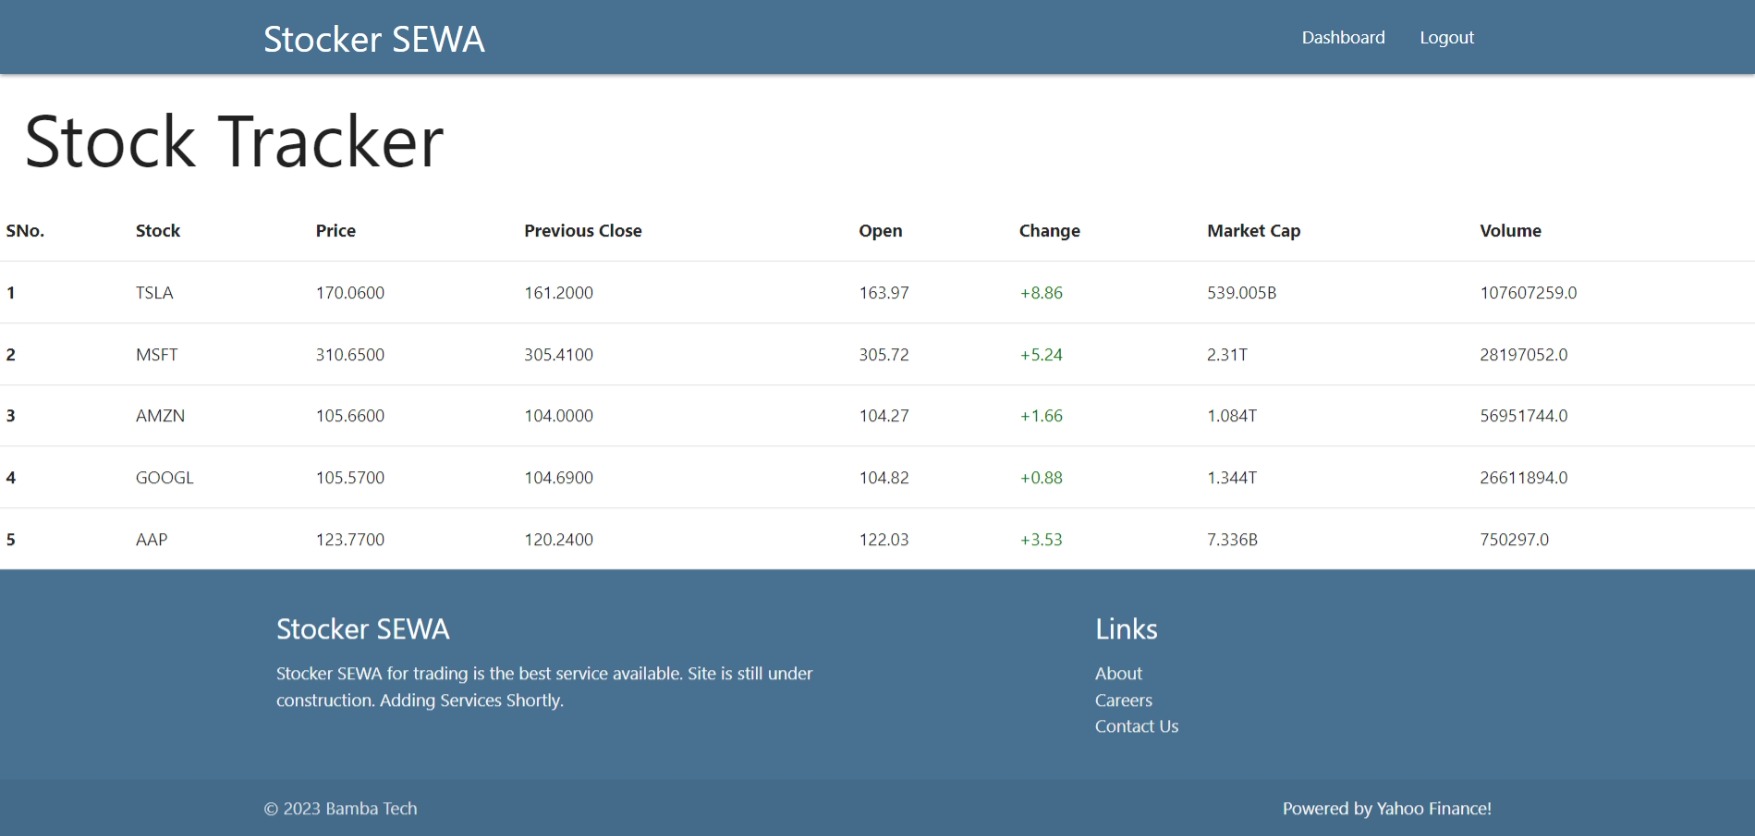 Stocker SEWA Dashboard Logout
Stock Tracker
SNo. Stock Price Previous Close Open Change Market Cap Volume
1 TSLA 170.0600 161.2000 163.97 +8.86 539.005B 107607259.0
2 MSFT 310.6500 305.4100 305.72 +5.24 2.31T 28197052.0
3 AMZN 105.6600 104.0000 104.27 +1.66 1.084T 56951744.0
4 GOOGL 105.5700 104.6900 104.82 +0.88 1.344T 26611894.0
5 AAP 123.7700 120.2400 122.03 +3.53 7.336B 750297.0
Stocker SEWA
Stocker SEWA for trading is the best service available. Site is still under
construction. Adding Services Shortly.
Links
About
Careers
Contact Us
© 2023 Bamba Tech Powered by Yahoo Finance!